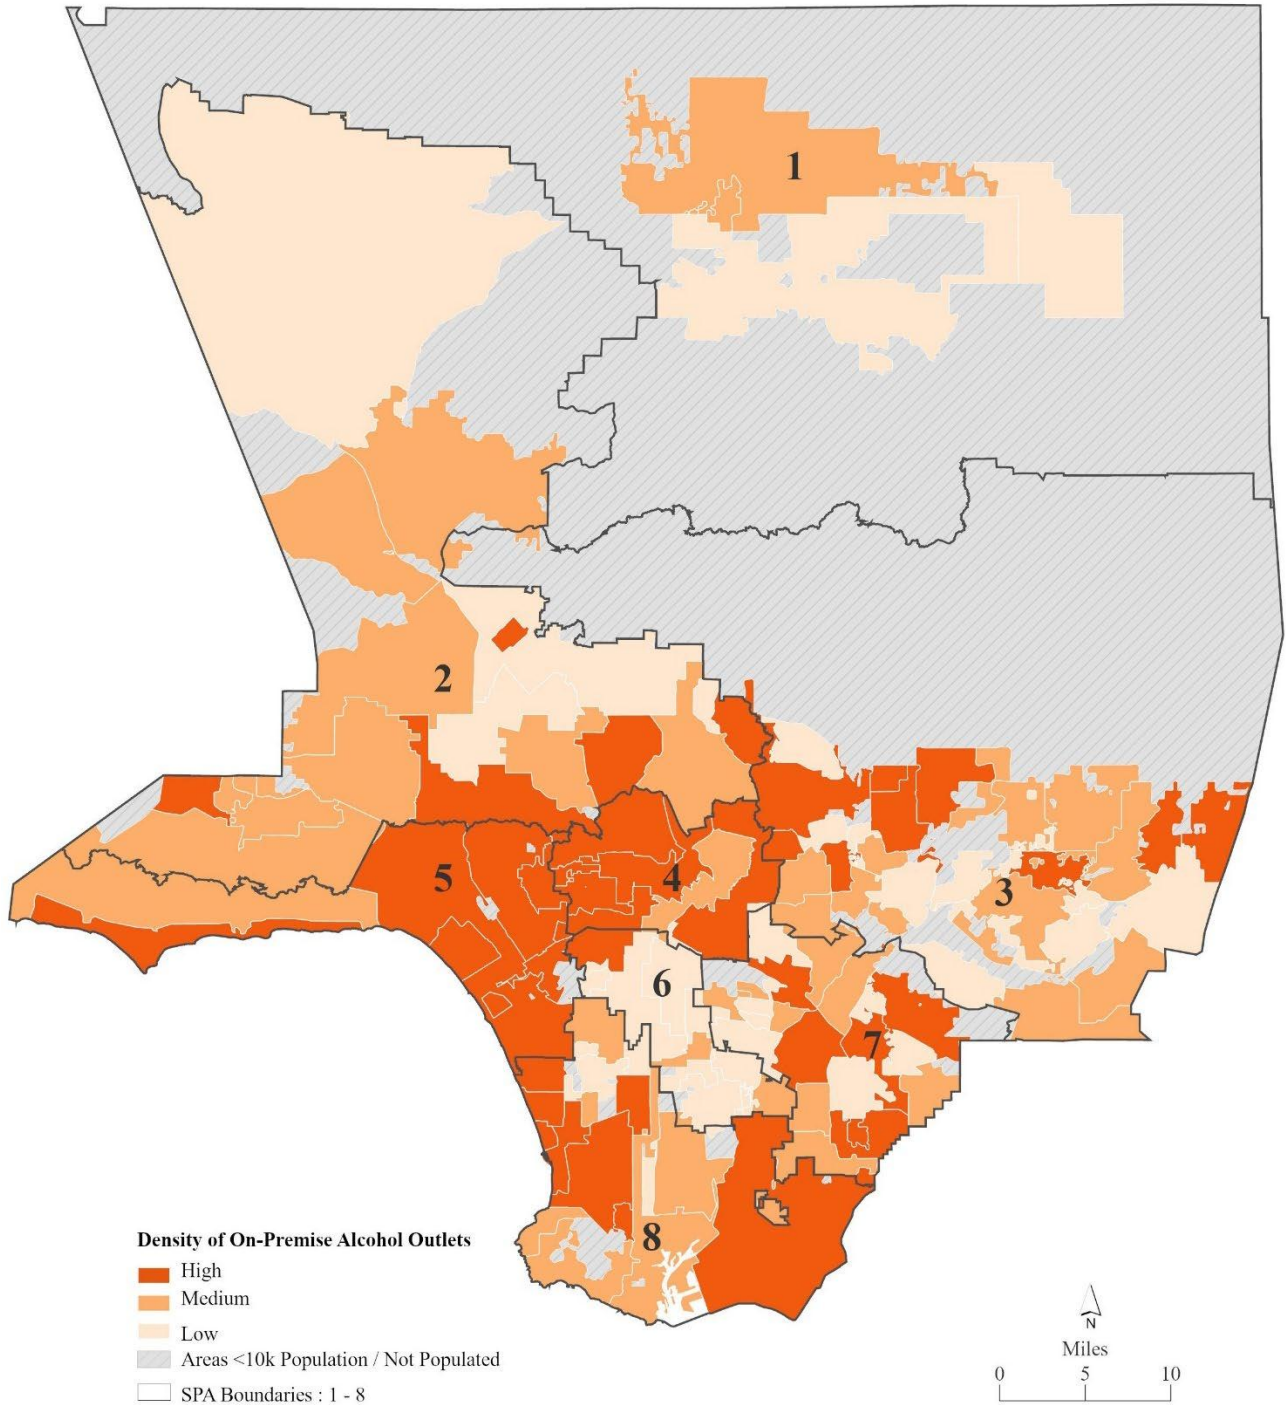 1
2
5
4
3
6
7
8
Density of On-Premise Alcohol Outlets
High
Medium
Low
Areas <10k Population / Not Populated
SPA Boundaries : 1 - 8
N
Miles
0 5 10